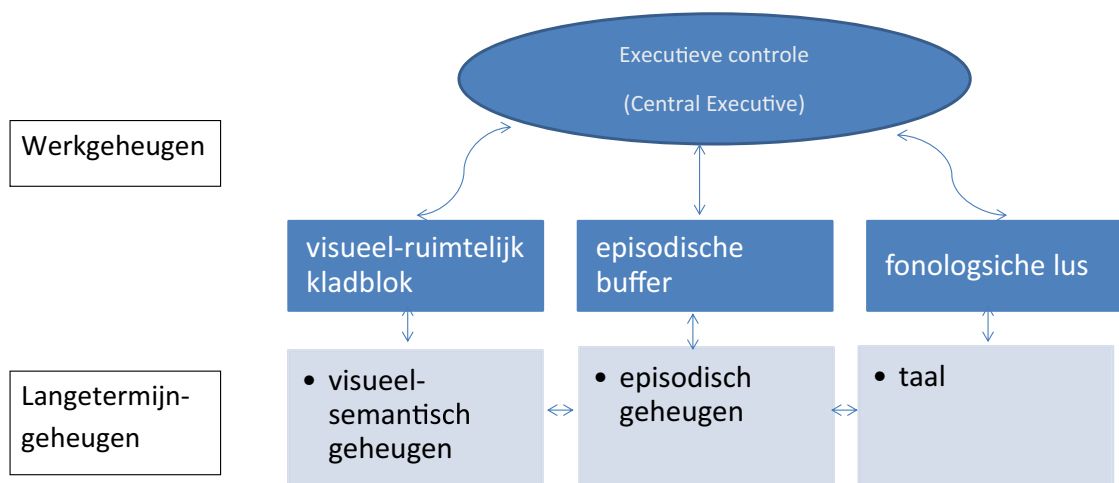 Executieve controle
(Central Executive)
Werkgeheugen
visueel-ruimtelijk
kladblok
episodische
buffer
fonologsiche lus
Langetermijn-
geheugen
• visueel-
semantisch
geheugen
• episodisch
geheugen
• taal